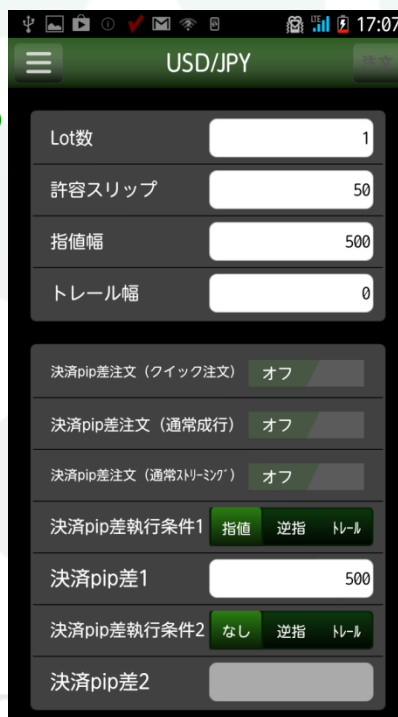 LTE 17:07
USD/JPY 注文
Lot数 1
許容スリップ 50
指値幅 500
トレール幅 0
決済pip差注文（クイック注文） オフ
決済pip差注文（通常成行） オフ
決済pip差注文（通常ｽﾄﾘｰﾐﾝｸﾞ） オフ
決済pip差執行条件1 指値 逆指 ﾄﾚｰﾙ
決済pip差1 500
決済pip差執行条件2 なし 逆指 ﾄﾚｰﾙ
決済pip差2